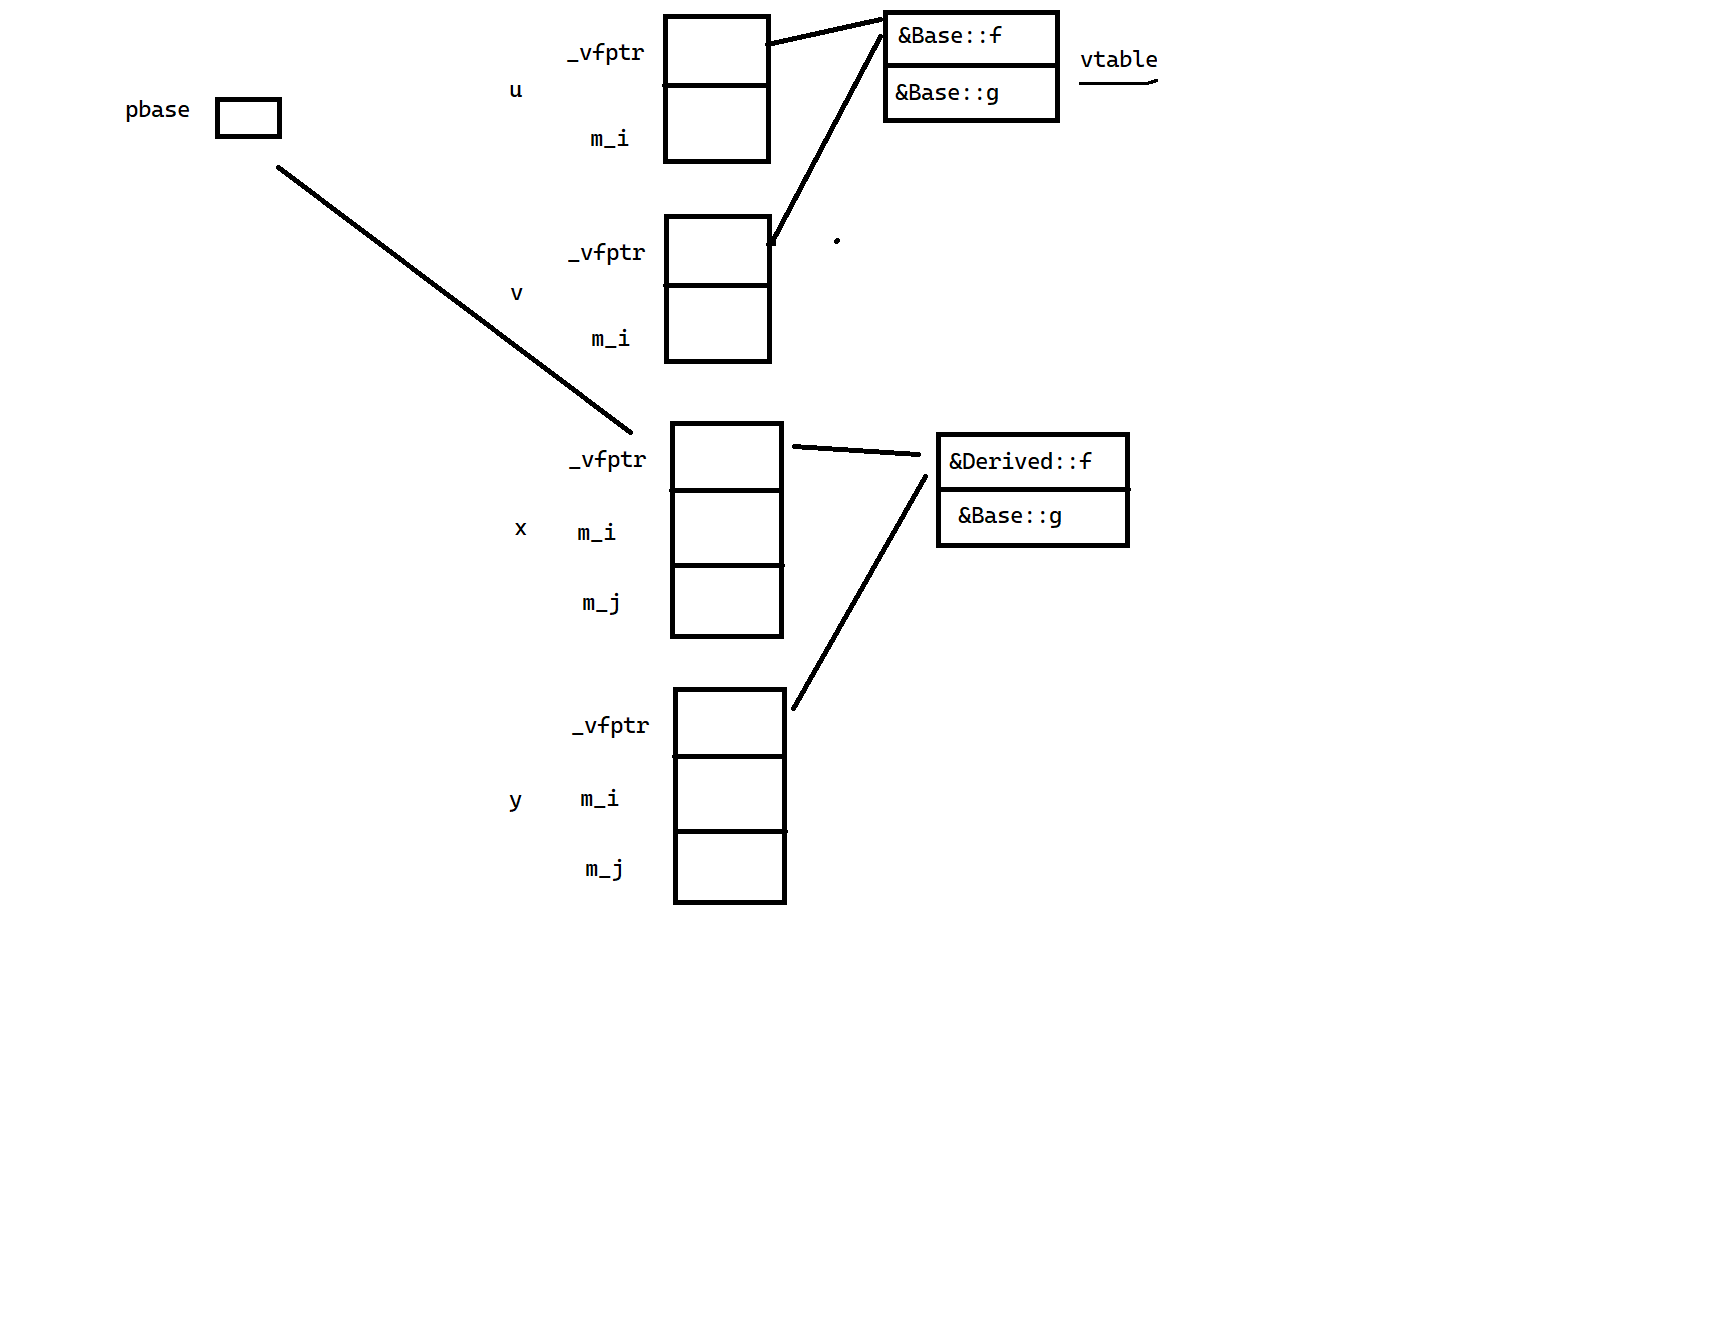 pbase
u
_vfptr
m_i
&Base::f
&Base::g
vtable
v
_vfptr
m_i
x
_vfptr
m_i
m_j
&Derived::f
&Base::g
y
_vfptr
m_i
m_j